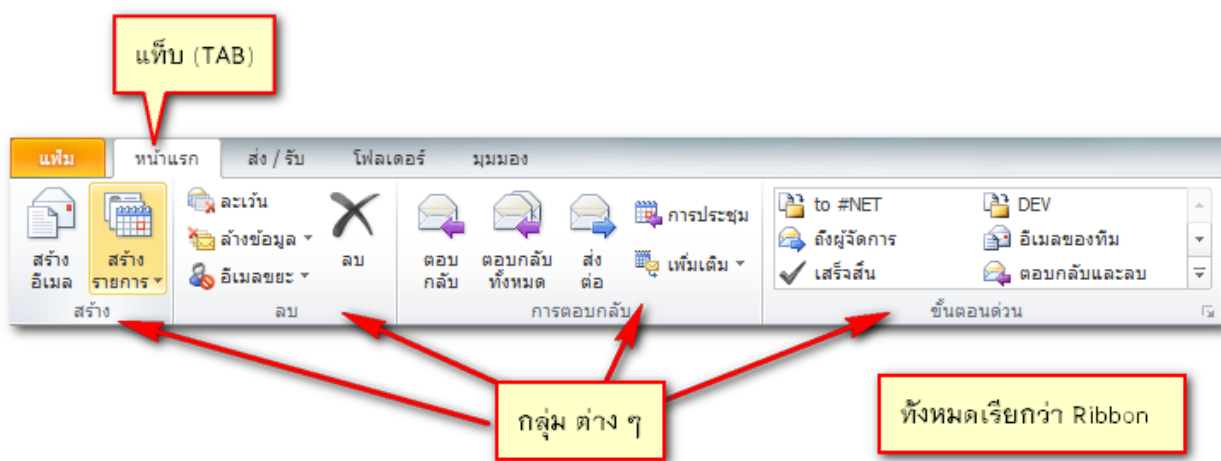 แท็บ (TAB)
แฟ้ม หน้าแรก ส่ง / รับ โฟลเดอร์ มุมมอง
สร้าง
อีเมล
สร้าง
รายการ
สร้าง
ละเว้น
ล้างข้อมูล
อีเมลขยะ
ลบ
ลบ
ตอบ
กลับ
ตอบกลับ
ทั้งหมด
ส่ง
ต่อ
การประชุม
เพิ่มเติม
การตอบกลับ
to #NET
ถึงผู้จัดการ
เสร็จสิ้น
DEV
อีเมลของทีม
ตอบกลับและลบ
ขั้นตอนด่วน
กลุ่ม ต่าง ๆ
ทั้งหมดเรียกว่า Ribbon